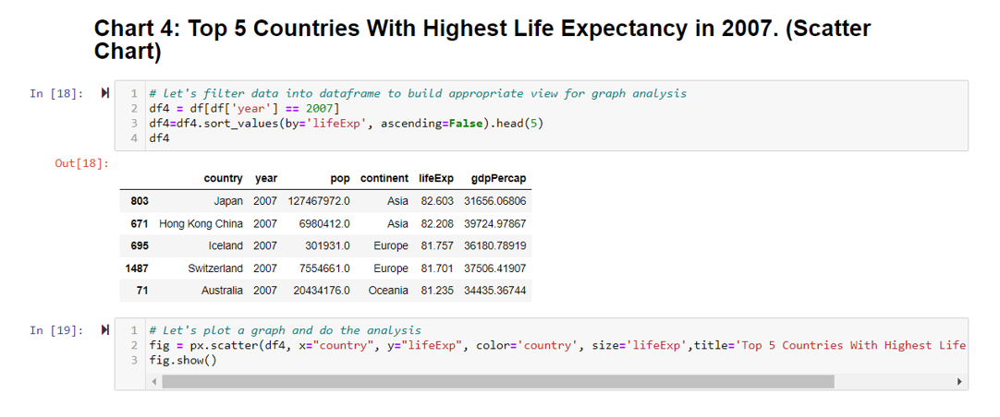 Chart 4: Top 5 Countries With Highest Life Expectancy in 2007. (Scatter
Chart)
In [18]:
1 # Let's filter data into dataframe to build appropriate view for graph analysis
2 df4 = df[df['year'] == 2007]
3 df4=df4.sort_values(by='lifeExp', ascending=False).head(5)
4 df4
Out[18]:
country year pop continent lifeExp gdpPercap
803 Japan 2007 127467972.0 Asia 82.603 31656.06806
671 Hong Kong China 2007 6980412.0 Asia 82.208 39724.97867
695 Iceland 2007 301931.0 Europe 81.757 36180.78919
1487 Switzerland 2007 7554661.0 Europe 81.701 37506.41907
71 Australia 2007 20434176.0 Oceania 81.235 34435.36744
In [19]:
1 # Let's plot a graph and do the analysis
2 fig = px.scatter(df4, x="country", y="lifeExp", color='country', size='lifeExp',title='Top 5 Countries With Highest Life
3 fig.show()